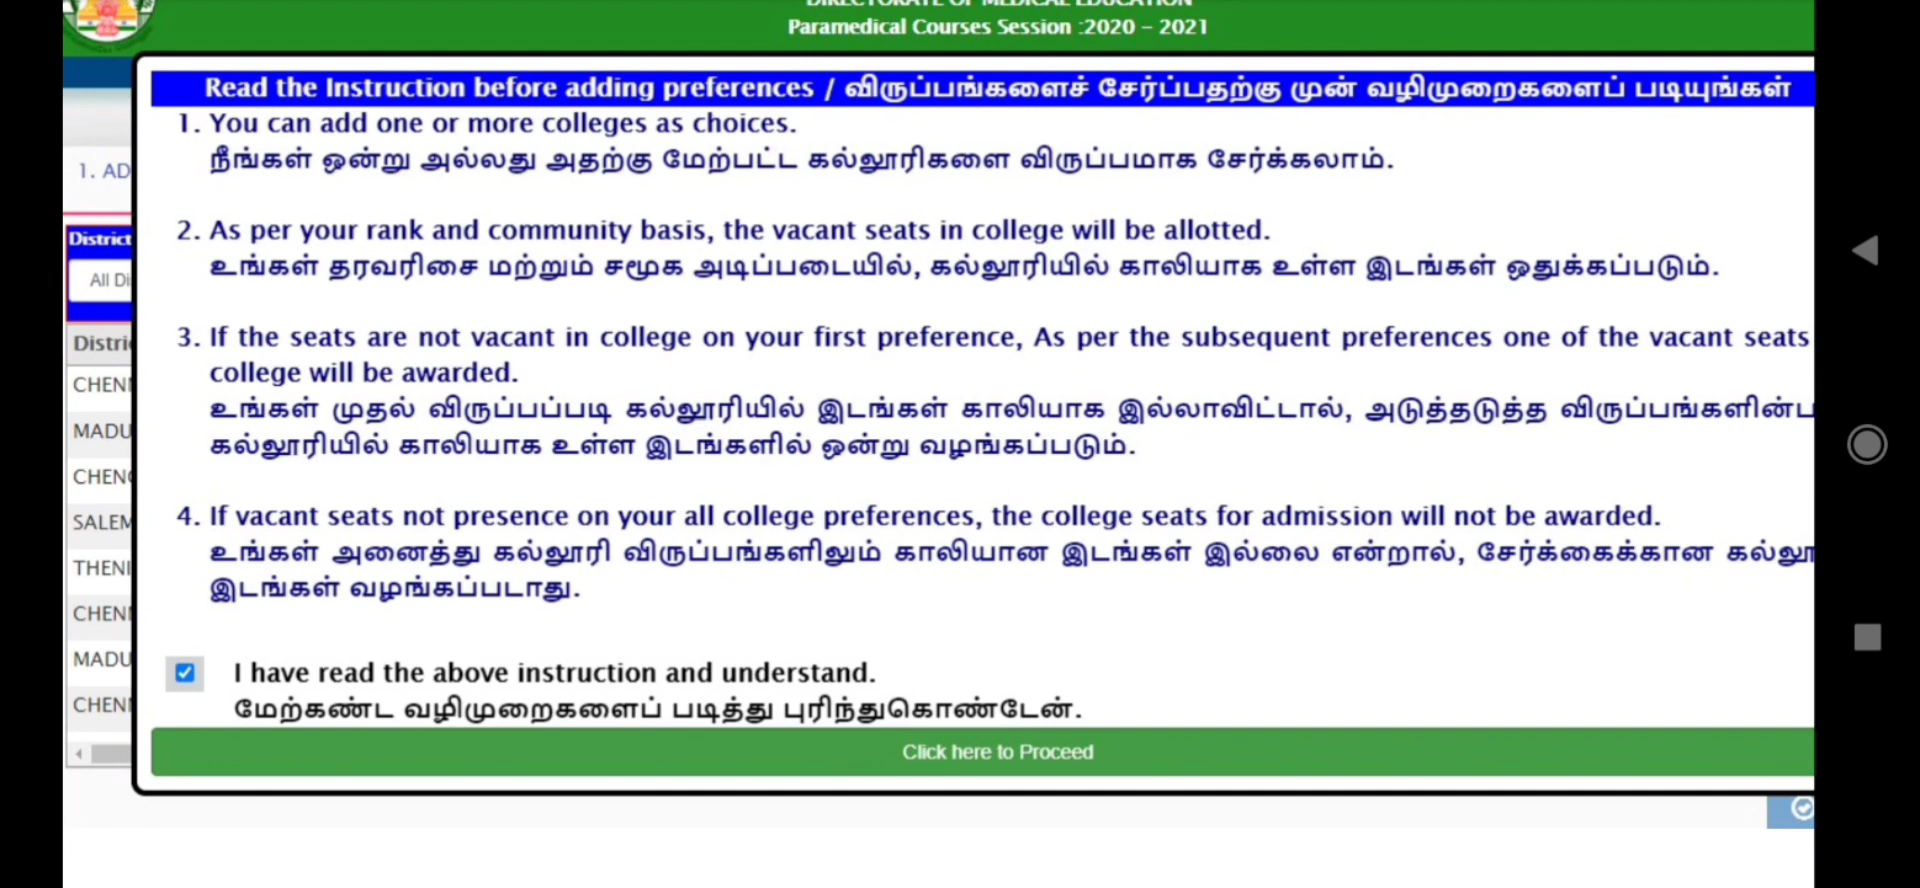 DIRECTORATE OF MEDICAL EDUCATION
Paramedical Courses Session :2020 – 2021
Read the Instruction before adding preferences / விருப்பங்களைச் சேர்ப்பதற்கு முன் வழிமுறைகளைப் படியுங்கள்
1. You can add one or more colleges as choices.
நீங்கள் ஒன்று அல்லது அதற்கு மேற்பட்ட கல்லூரிகளை விருப்பமாக சேர்க்கலாம்.
2. As per your rank and community basis, the vacant seats in college will be allotted.
உங்கள் தரவரிசை மற்றும் சமூக அடிப்படையில், கல்லூரியில் காலியாக உள்ள இடங்கள் ஒதுக்கப்படும்.
3. If the seats are not vacant in college on your first preference, As per the subsequent preferences one of the vacant seats
college will be awarded.
உங்கள் முதல் விருப்பப்படி கல்லூரியில் இடங்கள் காலியாக இல்லாவிட்டால், அடுத்தடுத்த விருப்பங்களின்ப
கல்லூரியில் காலியாக உள்ள இடங்களில் ஒன்று வழங்கப்படும்.
4. If vacant seats not presence on your all college preferences, the college seats for admission will not be awarded.
உங்கள் அனைத்து கல்லூரி விருப்பங்களிலும் காலியான இடங்கள் இல்லை என்றால், சேர்க்கைக்கான கல்லூ
இடங்கள் வழங்கப்படாது.
I have read the above instruction and understand.
மேற்கண்ட வழிமுறைகளைப் படித்து புரிந்துகொண்டேன்.
Click here to Proceed
1. AD
District
All Di
Distri
CHEN
MADU
CHENG
SALEM
THENI
CHEN
MADU
CHEN